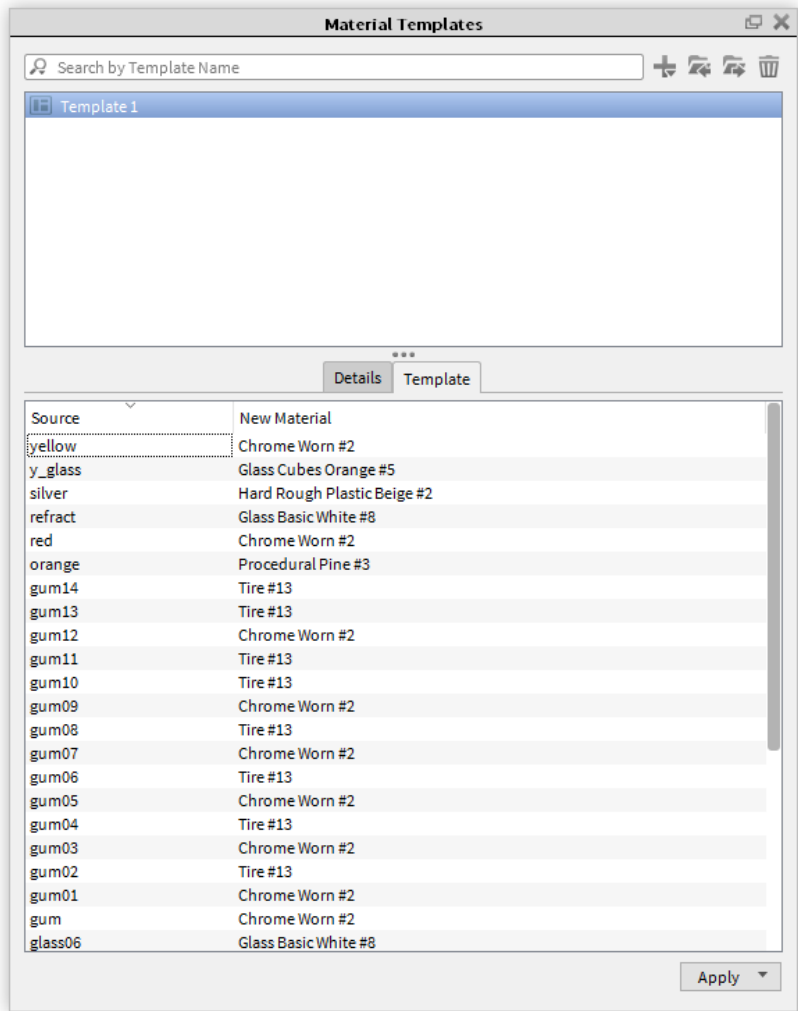 Material Templates
Search by Template Name
Template 1
Details Template
Source New Material
yellow Chrome Worn #2
y_glass Glass Cubes Orange #5
silver Hard Rough Plastic Beige #2
refract Glass Basic White #8
red Chrome Worn #2
orange Procedural Pine #3
gum14 Tire #13
gum13 Tire #13
gum12 Chrome Worn #2
gum11 Tire #13
gum10 Tire #13
gum09 Chrome Worn #2
gum08 Tire #13
gum07 Chrome Worn #2
gum06 Tire #13
gum05 Chrome Worn #2
gum04 Tire #13
gum03 Chrome Worn #2
gum02 Tire #13
gum01 Chrome Worn #2
gum Chrome Worn #2
glass06 Glass Basic White #8
Apply